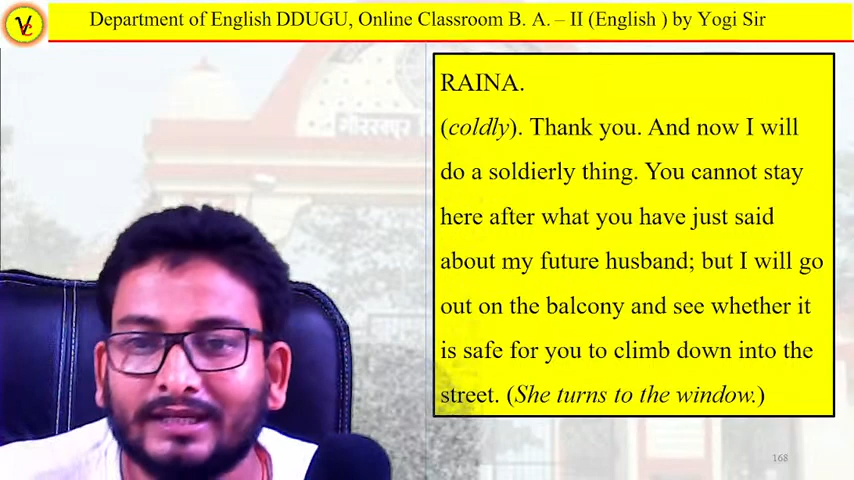 Department of English DDUGU, Online Classroom B. A. – II (English ) by Yogi Sir
RAINA.
(coldly). Thank you. And now I will
do a soldierly thing. You cannot stay
here after what you have just said
about my future husband; but I will go
out on the balcony and see whether it
is safe for you to climb down into the
street. (She turns to the window.)
168